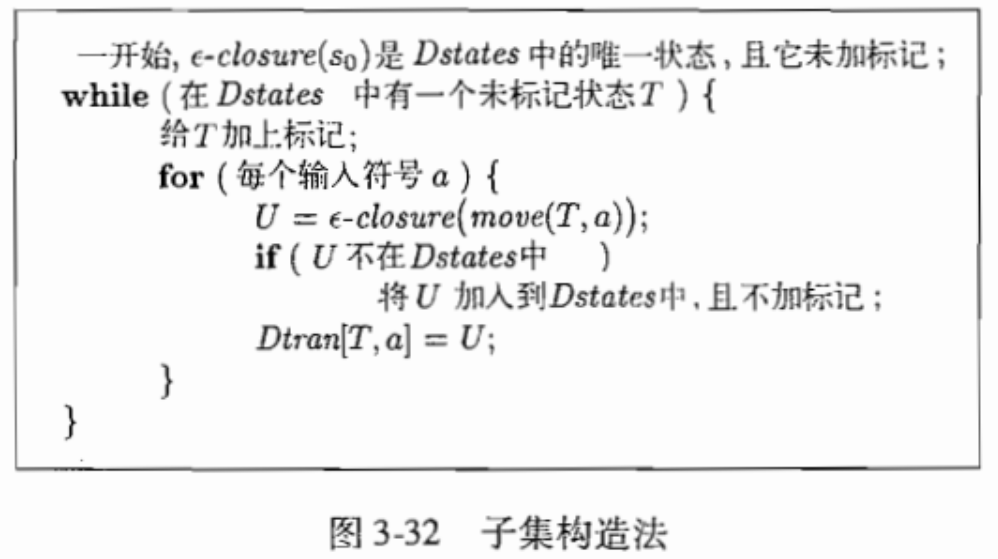 一开始, ϵ-closure(s₀)是 Dstates 中的唯一状态, 且它未加标记;
while ( 在 Dstates 中有一个未标记状态T ) {
给T加上标记;
for ( 每个输入符号 a ) {
U = ϵ-closure(move(T, a));
if ( U 不在Dstates中 )
将 U 加入到Dstates中, 且不加标记;
Dtran[T, a] = U;
}
}
图 3-32 子集构造法